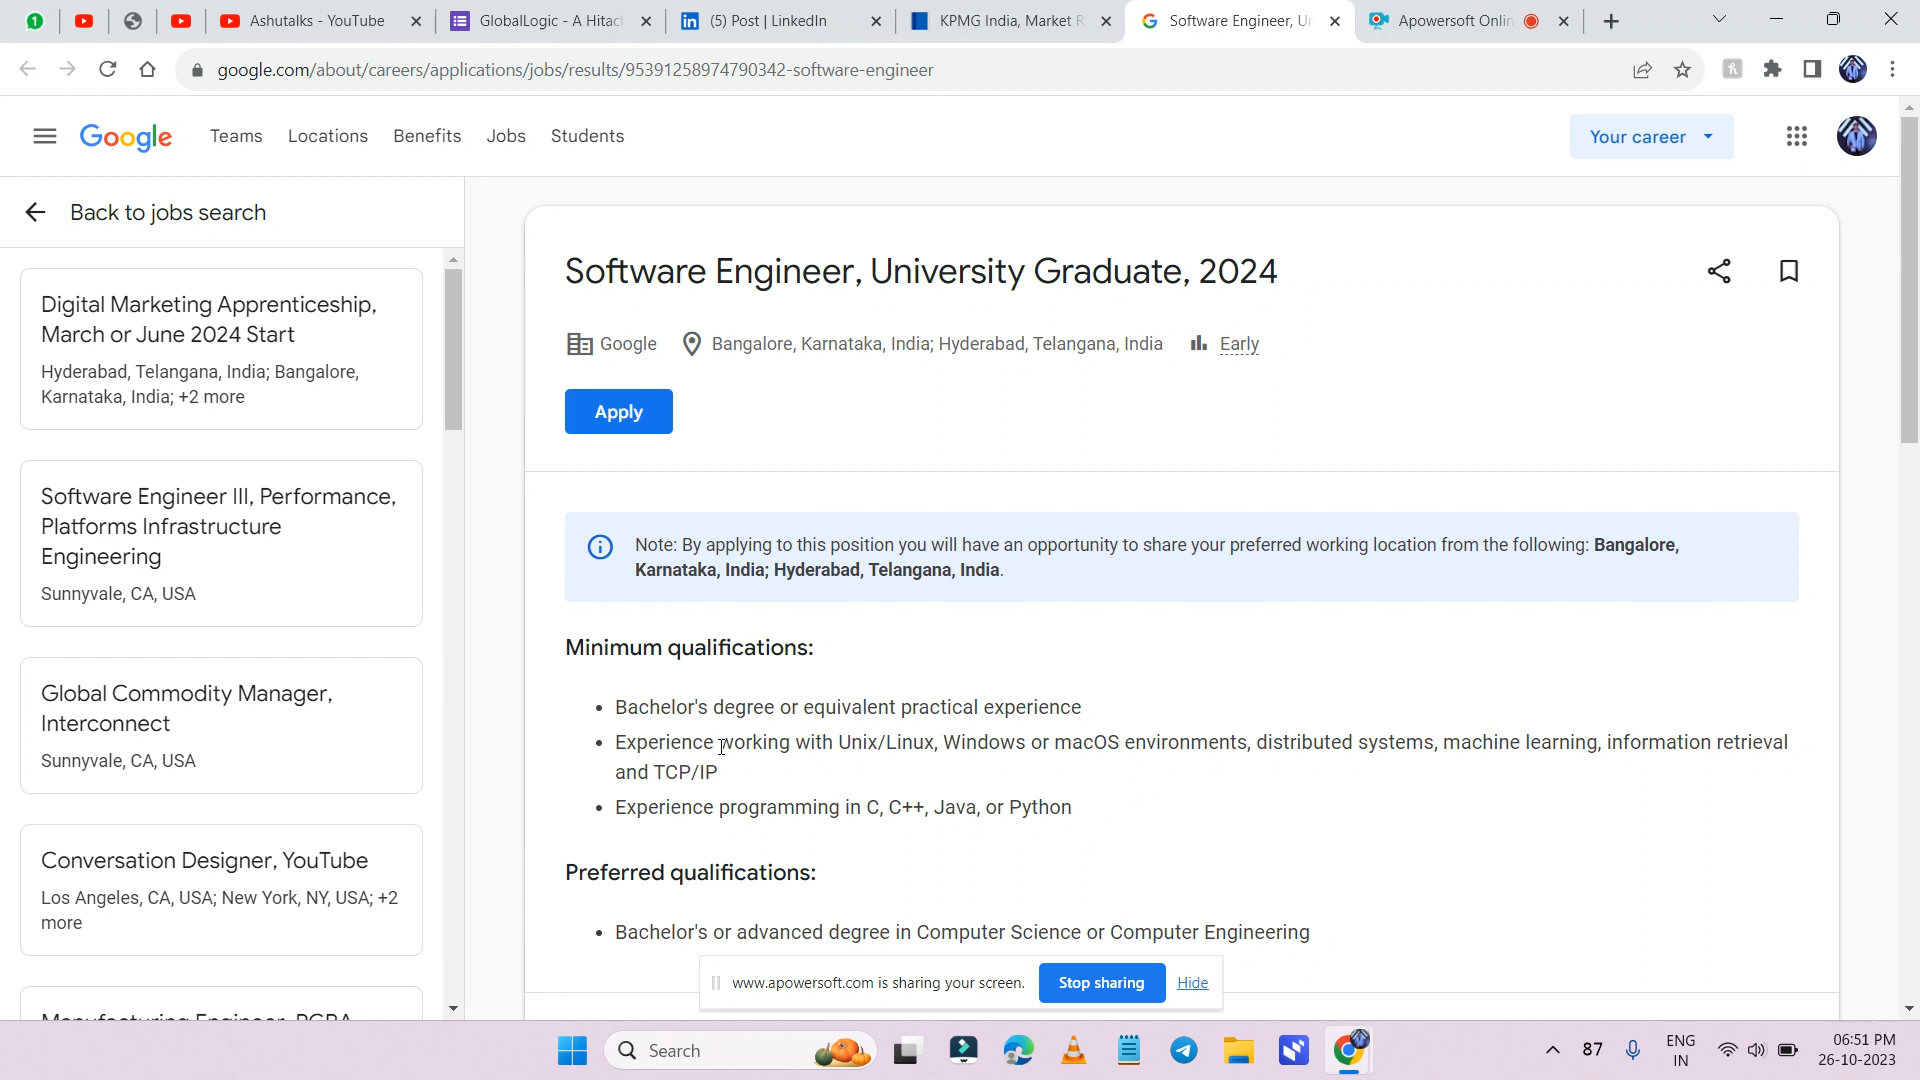 Ashutalks - YouTube
GlobalLogic - A Hitac
(5) Post | LinkedIn
KPMG India, Market R
Software Engineer, Un
Apowersoft Onlin
google.com/about/careers/applications/jobs/results/95391258974790342-software-engineer
Google
Teams
Locations
Benefits
Jobs
Students
Your career
Back to jobs search
Digital Marketing Apprenticeship,
March or June 2024 Start
Hyderabad, Telangana, India; Bangalore,
Karnataka, India; +2 more
Software Engineer III, Performance,
Platforms Infrastructure
Engineering
Sunnyvale, CA, USA
Global Commodity Manager,
Interconnect
Sunnyvale, CA, USA
Conversation Designer, YouTube
Los Angeles, CA, USA; New York, NY, USA; +2
more
Manufacturing Engineer, PCBA
Software Engineer, University Graduate, 2024
Google
Bangalore, Karnataka, India; Hyderabad, Telangana, India
Early
Apply
Note: By applying to this position you will have an opportunity to share your preferred working location from the following: Bangalore,
Karnataka, India; Hyderabad, Telangana, India.
Minimum qualifications:
• Bachelor's degree or equivalent practical experience
• Experience working with Unix/Linux, Windows or macOS environments, distributed systems, machine learning, information retrieval
and TCP/IP
• Experience programming in C, C++, Java, or Python
Preferred qualifications:
• Bachelor's or advanced degree in Computer Science or Computer Engineering
www.apowersoft.com is sharing your screen.
Stop sharing
Hide
Search
87
ENG
IN
06:51 PM
26-10-2023